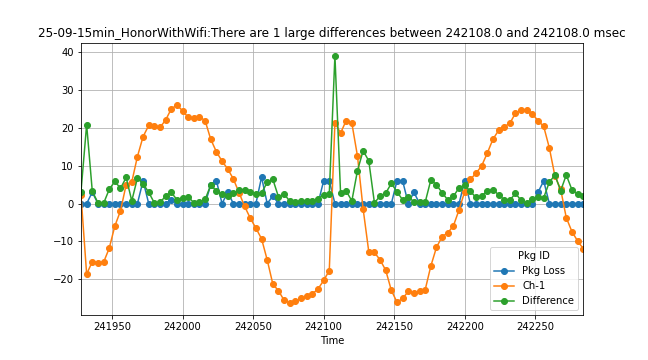 25-09-15min_HonorWithWifi:There are 1 large differences between 242108.0 and 242108.0 msec
40
30
20
10
0
−10
−20
241950 242000 242050 242100 242150 242200 242250
Time
Pkg ID
Pkg Loss
Ch-1
Difference